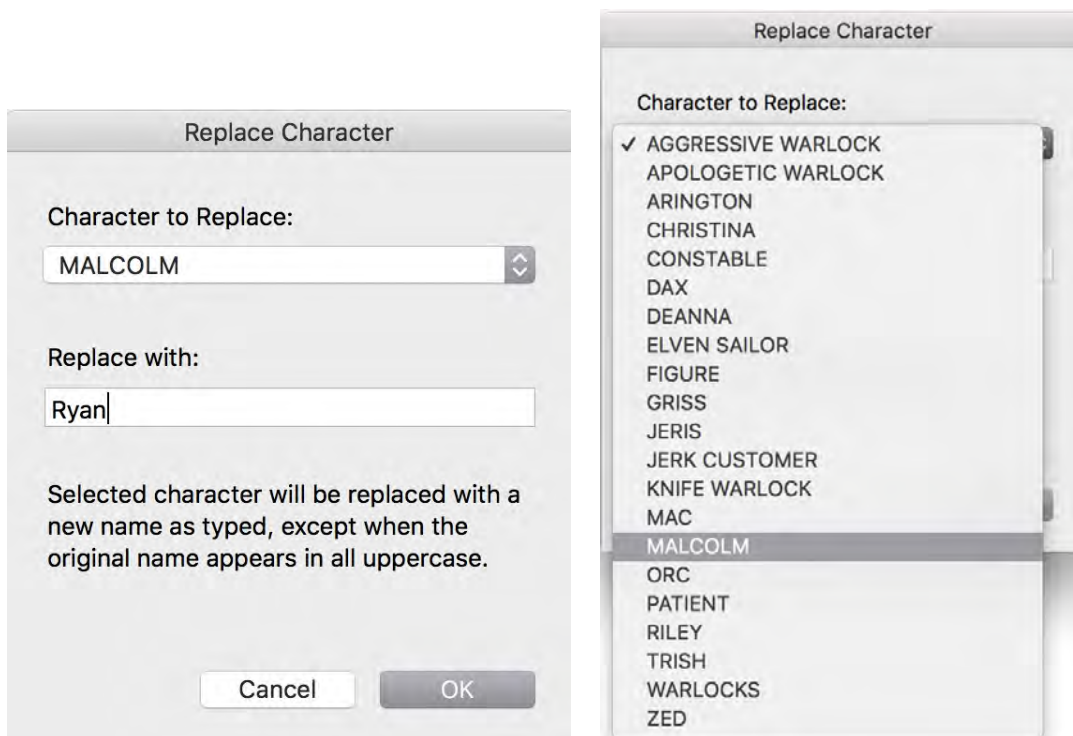 Replace Character
Character to Replace:
MALCOLM
Replace with:
Ryan
Selected character will be replaced with a
new name as typed, except when the
original name appears in all uppercase.
Cancel
OK
Replace Character
Character to Replace:
✓ AGGRESSIVE WARLOCK
APOLOGETIC WARLOCK
ARINGTON
CHRISTINA
CONSTABLE
DAX
DEANNA
ELVEN SAILOR
FIGURE
GRISS
JERIS
JERK CUSTOMER
KNIFE WARLOCK
MAC
MALCOLM
ORC
PATIENT
RILEY
TRISH
WARLOCKS
ZED